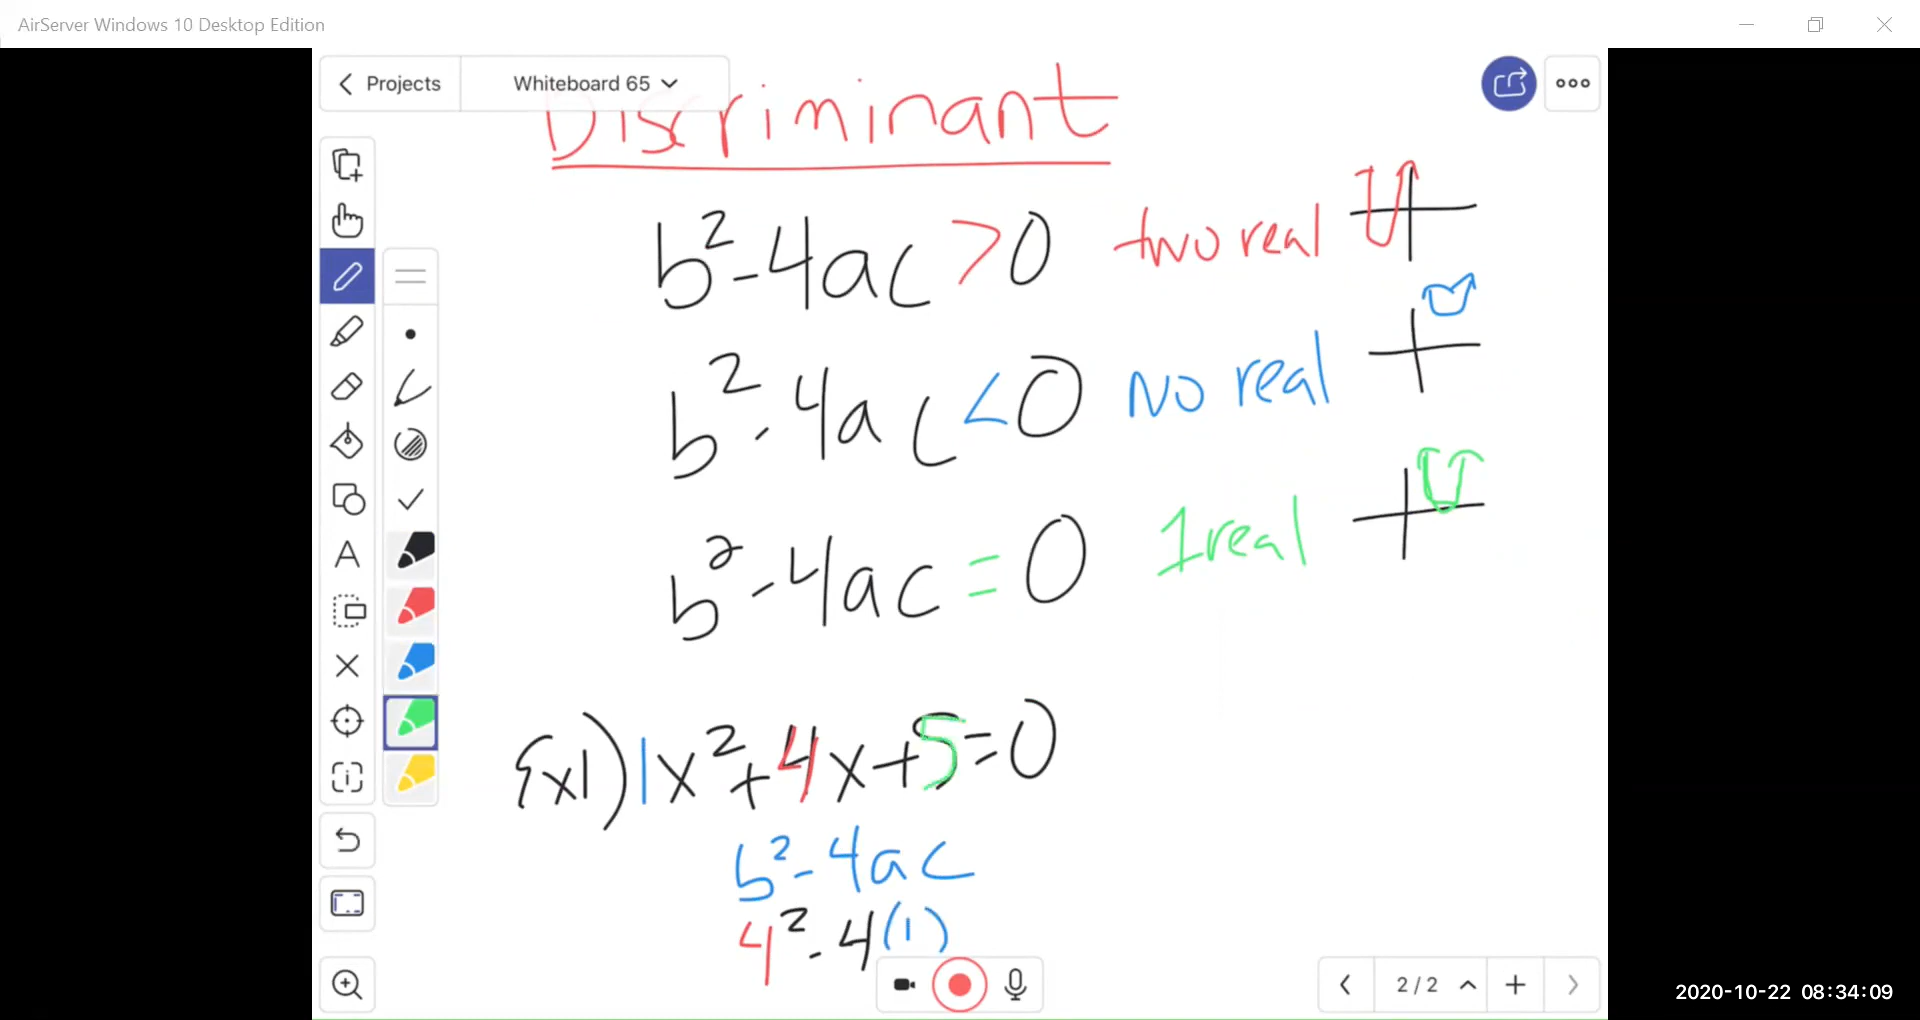 AirServer Windows 10 Desktop Edition
Projects
Whiteboard 65
Discriminant
b²-4ac>0 two real
b²-4ac<0 No real
b²-4ac=0 1 real
A
Ex1) 1x²+4x+5=0
b²-4ac
4²-4(1)
2 / 2
2020-10-22 08:34:09